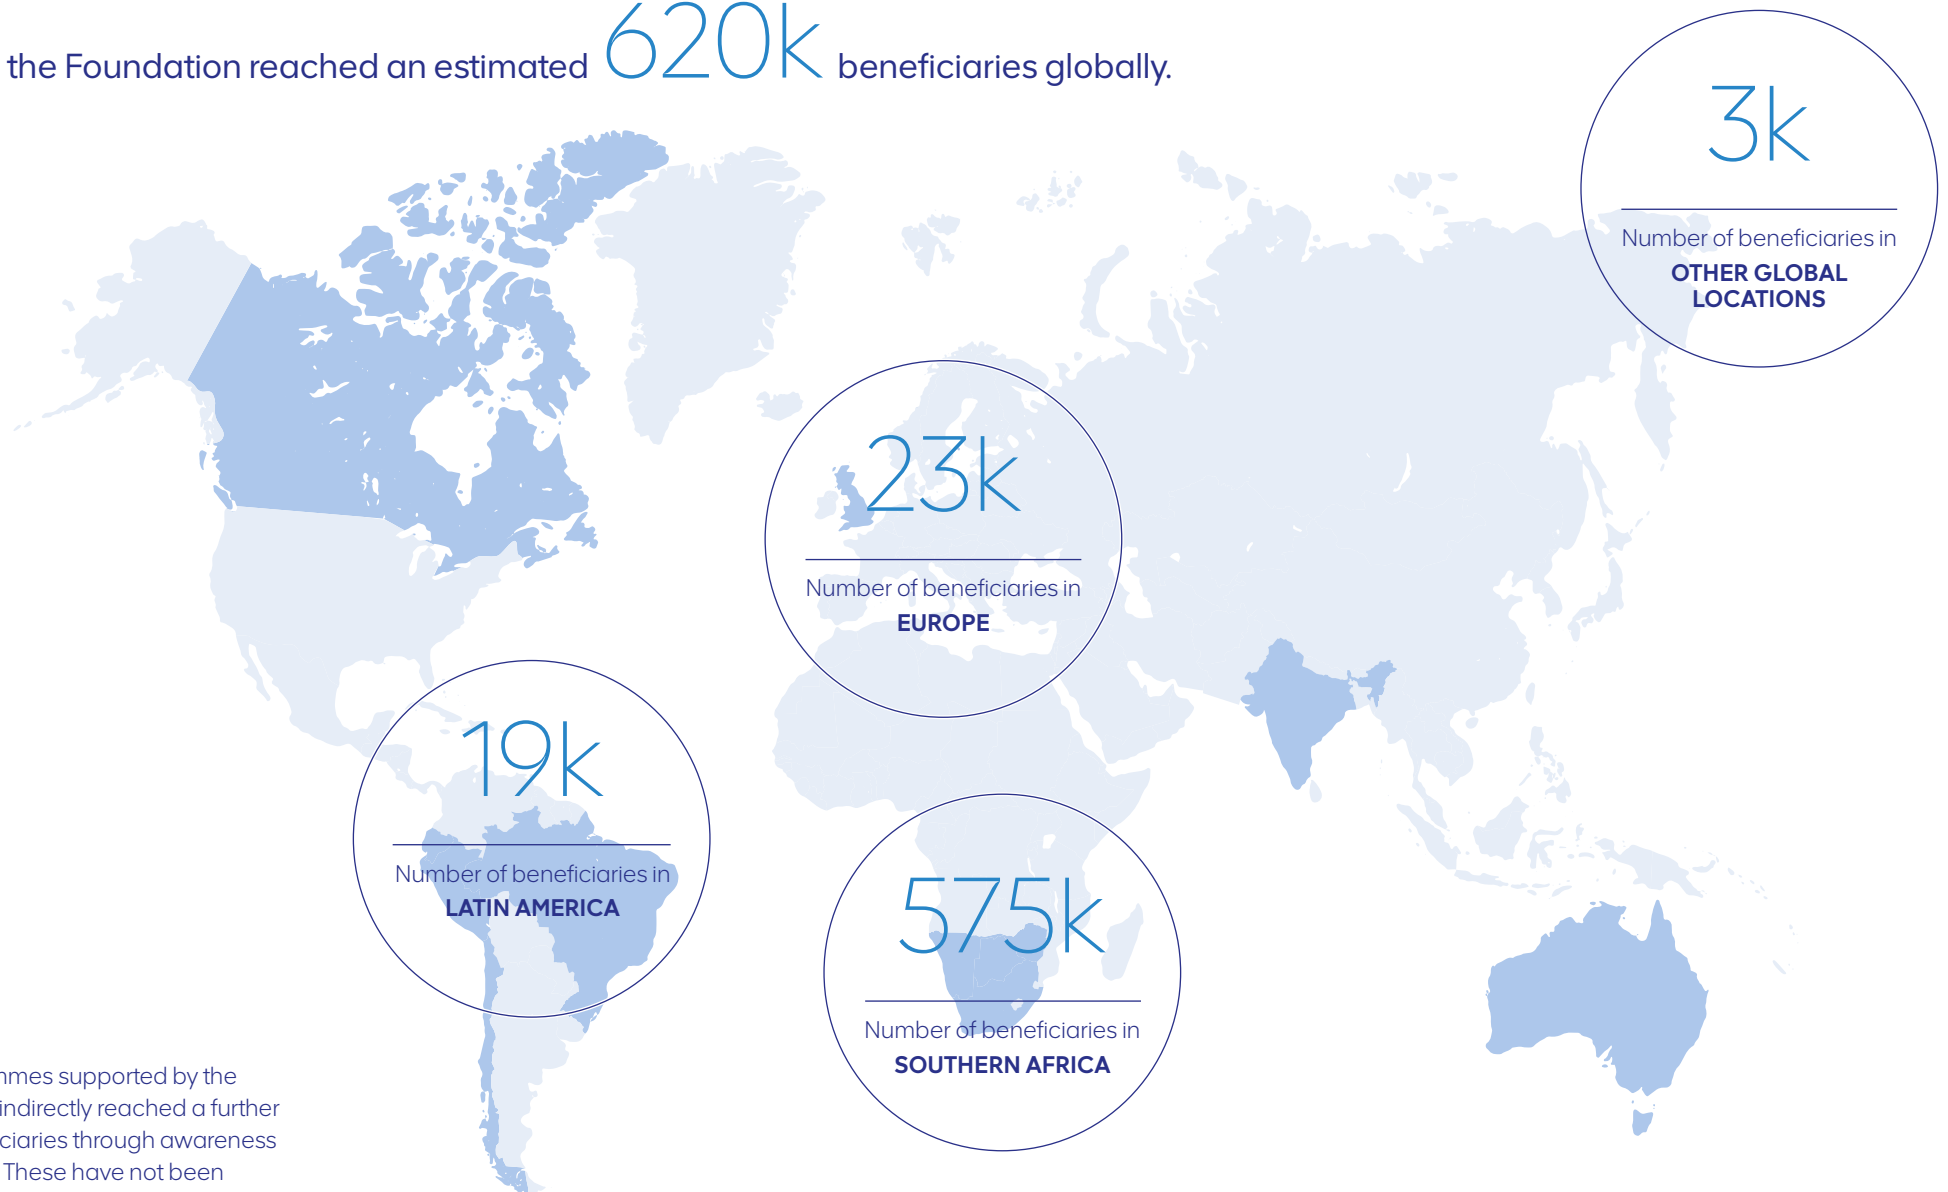 the Foundation reached an estimated 620k beneficiaries globally.
3k
Number of beneficiaries in
OTHER GLOBAL
LOCATIONS
23k
Number of beneficiaries in
EUROPE
19k
Number of beneficiaries in
LATIN AMERICA
575k
Number of beneficiaries in
SOUTHERN AFRICA
supported by the
indirectly reached a further
through awareness
These have not been